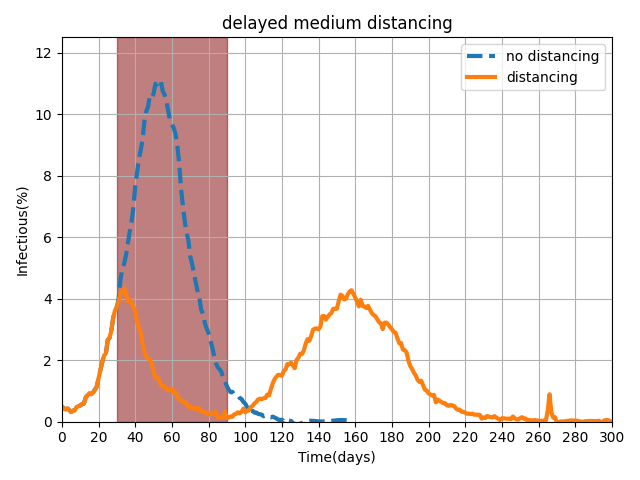 delayed medium distancing
no distancing
distancing
Infectious(%)
12
10
8
6
4
2
0
0 20 40 60 80 100 120 140 160 180 200 220 240 260 280 300
Time(days)